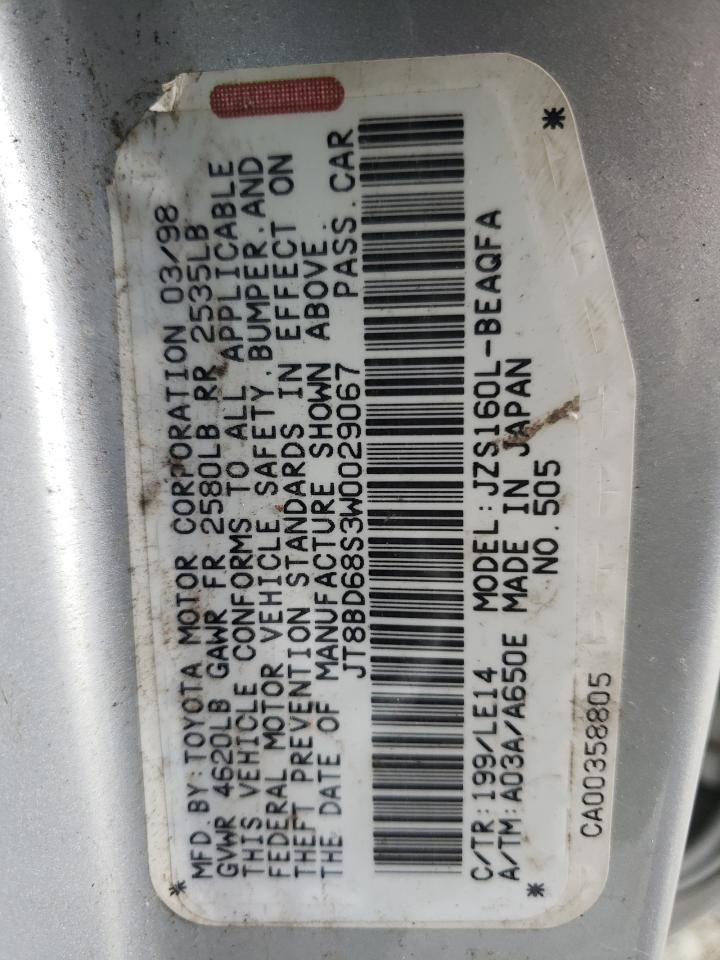 MFD. BY: TOYOTA MOTOR CORPORATION 03/98
GVWR 4620LB GAWR FR 2580LB RR 2535LB
THIS VEHICLE CONFORMS TO ALL APPLICABLE
FEDERAL MOTOR VEHICLE SAFETY, BUMPER, AND
THEFT PREVENTION STANDARDS IN EFFECT ON
THE DATE OF MANUFACTURE SHOWN ABOVE.
JT8BD68S3W0029067 PASS. CAR
C/TR: 199/LE14 MODEL: JZS160L-BEAQFA
A/TM: A03A/A650E MADE IN JAPAN
NO. 505
CA00358805